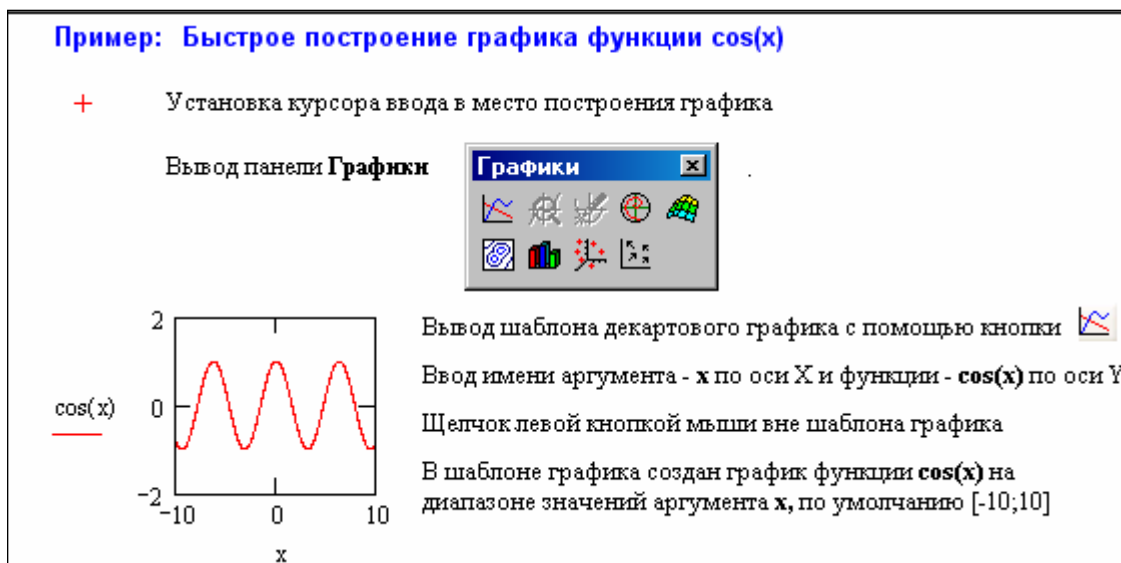 Пример: Быстрое построение графика функции cos(x)
Установка курсора ввода в место построения графика
Вывод панели Графики
Графики
Вывод шаблона декартового графика с помощью кнопки
Ввод имени аргумента - x по оси X и функции - cos(x) по оси Y
Щелчок левой кнопкой мыши вне шаблона графика
В шаблоне графика создан график функции cos(x) на
диапазоне значений аргумента x, по умолчанию [-10;10]
2
cos(x) 0
−2
−10 0 10
x